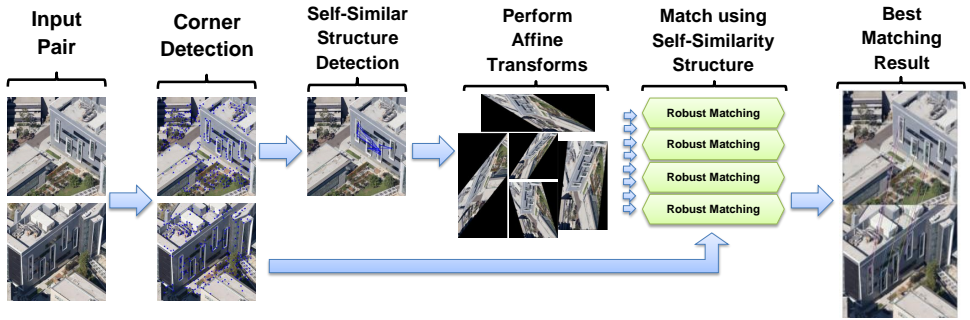 Input
Pair
Corner
Detection
Self-Similar
Structure
Detection
Perform
Affine
Transforms
Match using
Self-Similarity
Structure
Best
Matching
Result
Robust Matching
Robust Matching
Robust Matching
Robust Matching